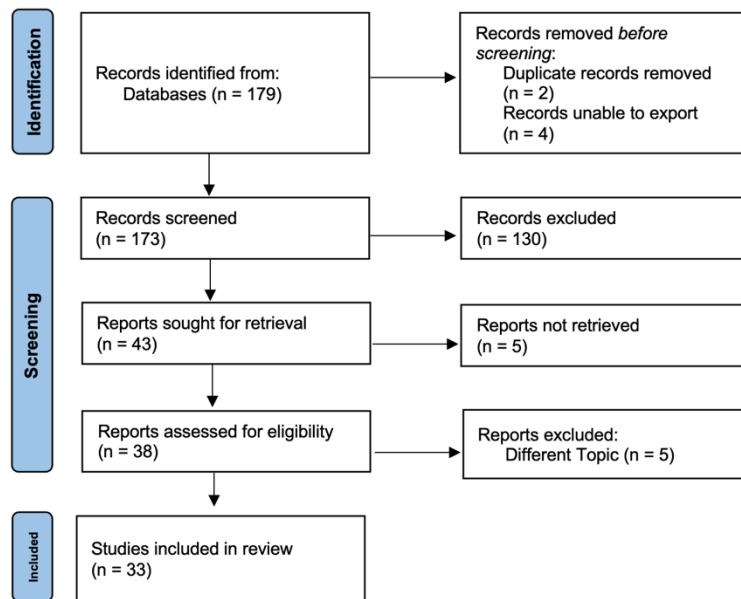 Identification
Records identified from:
Databases (n = 179)
Records removed before
screening:
Duplicate records removed
(n = 2)
Records unable to export
(n = 4)
Screening
Records screened
(n = 173)
Records excluded
(n = 130)
Reports sought for retrieval
(n = 43)
Reports not retrieved
(n = 5)
Reports assessed for eligibility
(n = 38)
Reports excluded:
Different Topic (n = 5)
Included
Studies included in review
(n = 33)